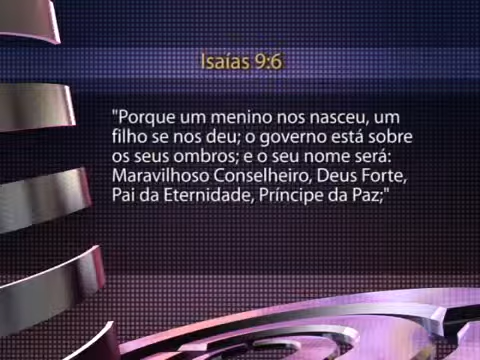 Isaías 9:6
"Porque um menino nos nasceu, um
filho se nos deu; o governo está sobre
os seus ombros; e o seu nome será:
Maravilhoso Conselheiro, Deus Forte,
Pai da Eternidade, Príncipe da Paz;"